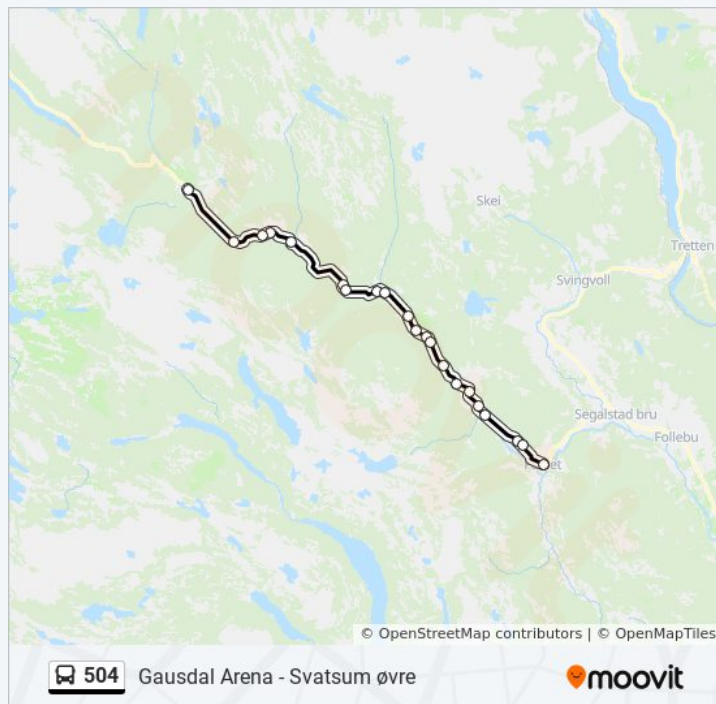 Skei
Tretten
Svingvoll
Segalstad bru
Follebu
© OpenStreetMap contributors | © OpenMapTiles
504 Gausdal Arena - Svatsum øvre
moovit